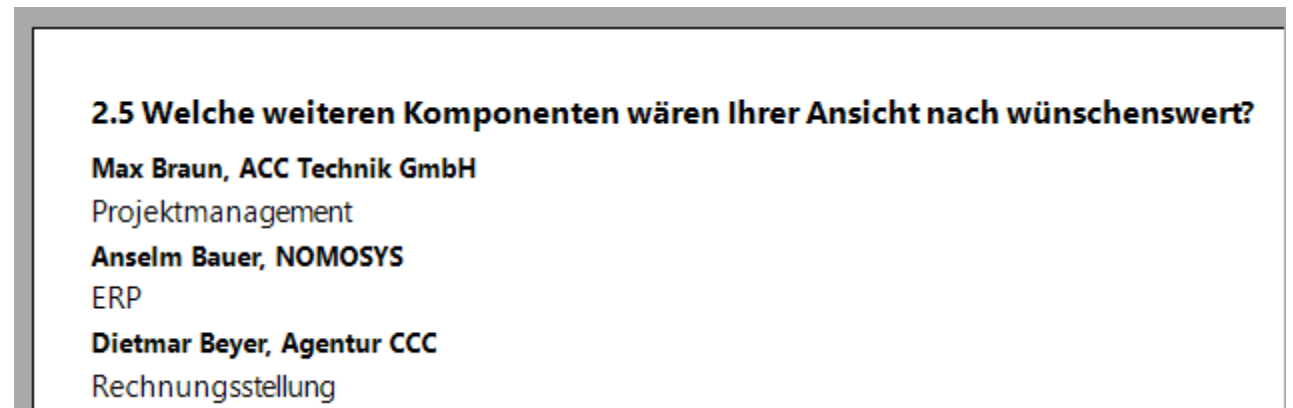 2.5 Welche weiteren Komponenten wären Ihrer Ansicht nach wünschenswert?
Max Braun, ACC Technik GmbH
Projektmanagement
Anselm Bauer, NOMOSYS
ERP
Dietmar Beyer, Agentur CCC
Rechnungsstellung